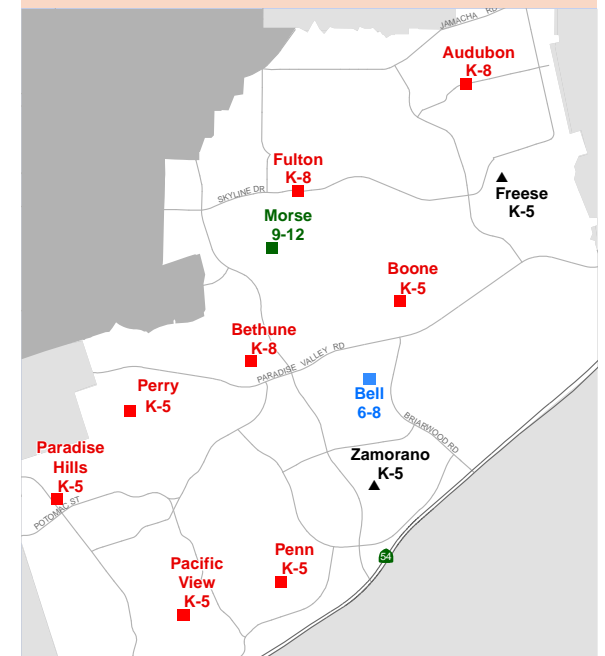 JAMACHA RD
Audubon
K-8
Fulton
K-8
SKYLINE DR
Freese
K-5
Morse
9-12
Boone
K-5
Bethune
K-8
PARADISE VALLEY RD
Perry
K-5
Bell
6-8
BRIARWOOD RD
Paradise
Hills
K-5
Zamorano
K-5
POTOMAC ST
54
Penn
K-5
Pacific
View
K-5